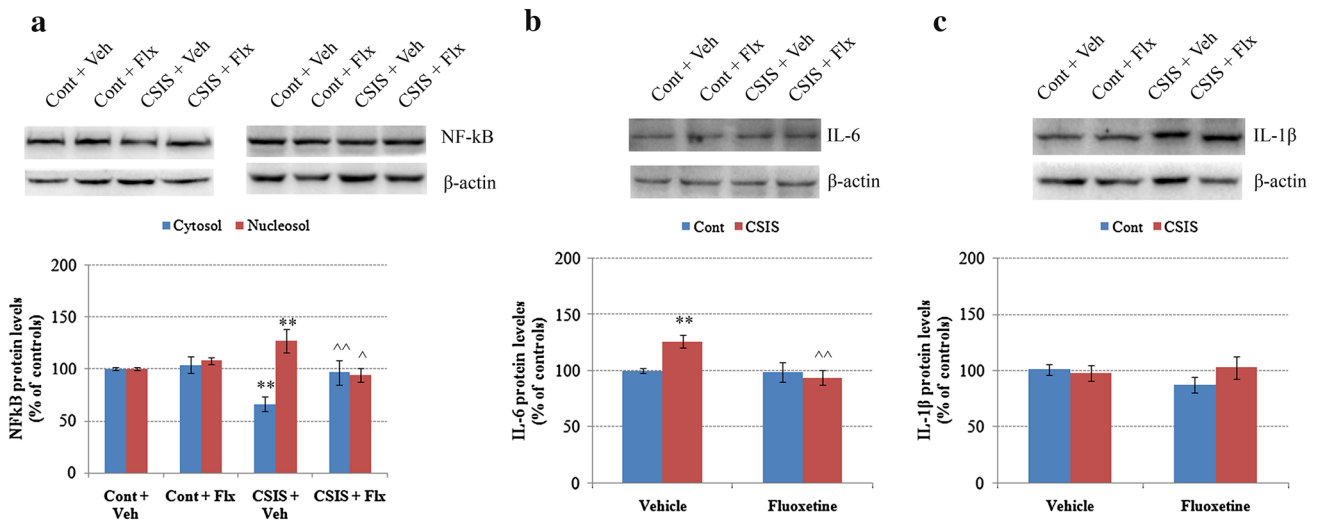 a
Cont + Veh
Cont + Flx
CSIS + Veh
CSIS + Flx
Cont + Veh
Cont + Flx
CSIS + Veh
CSIS + Flx
NF-kB
β-actin
Cytosol Nucleosol
NFkB protein levels
(% of controls)
200
150
100
50
0
**
**
^^
^
Cont +
Veh
Cont + Flx
CSIS +
Veh
CSIS + Flx
b
Cont + Veh
Cont + Flx
CSIS + Veh
CSIS + Flx
IL-6
β-actin
Cont CSIS
IL-6 protein leveles
(% of controls)
200
150
100
50
0
**
^^
Vehicle
Fluoxetine
c
Cont + Veh
Cont + Flx
CSIS + Veh
CSIS + Flx
IL-1β
β-actin
Cont CSIS
IL-1β protein levels
(% of controls)
200
150
100
50
0
Vehicle
Fluoxetine